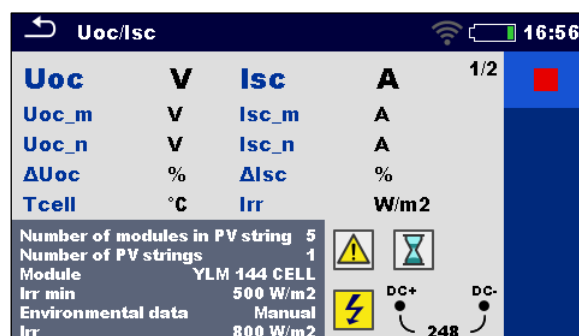 Uoc/Isc 16:56
Uoc V Isc A 1/2
Uoc_m V Isc_m A
Uoc_n V Isc_n A
ΔUoc % ΔIsc %
Tcell °C Irr W/m2
Number of modules in PV string 5
Number of PV strings 1
Module YLM 144 CELL
Irr min 500 W/m2
Environmental data Manual
Irr 800 W/m2
DC+ DC-
248